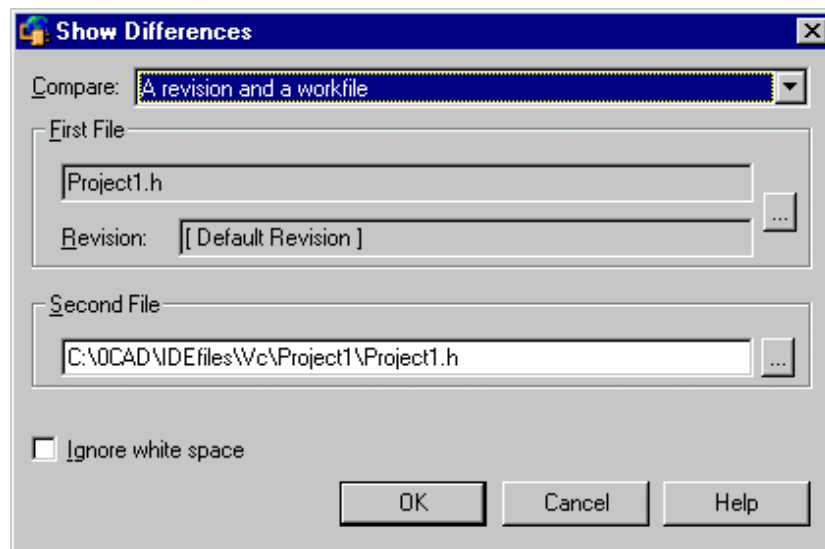 Show Differences
Compare: A revision and a workfile
First File
Project1.h
...
Revision: [ Default Revision ]
Second File
C:\0CAD\IDEfiles\Vc\Project1\Project1.h ...
Ignore white space
OK Cancel Help